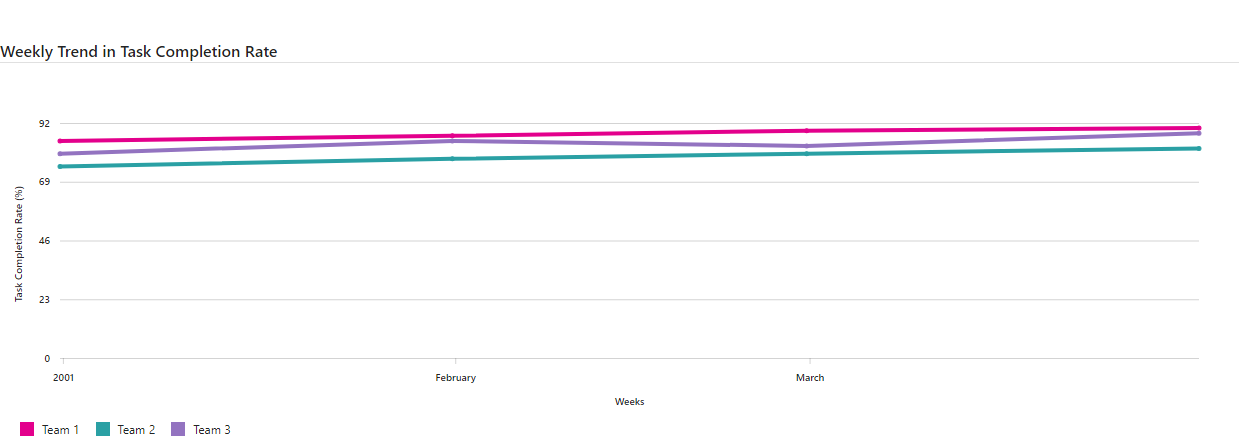 Weekly Trend in Task Completion Rate
92
69
46
23
0
Task Completion Rate (%)
2001 February March
Weeks
Team 1 Team 2 Team 3